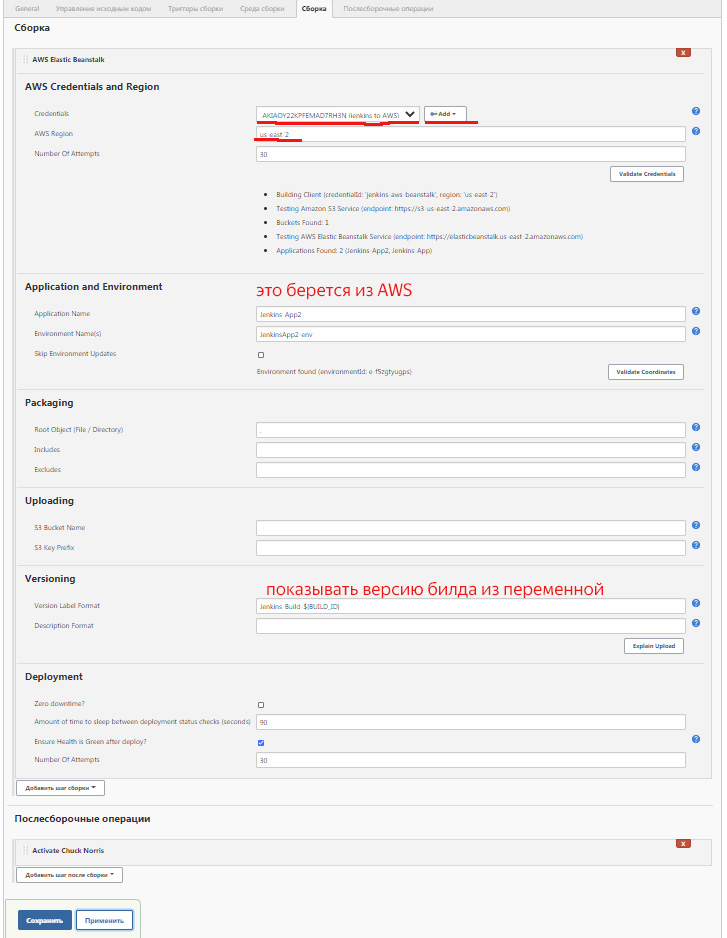 General Управление исходным кодом Триггеры сборки Среда сборки Сборка Послесборочные операции
Сборка
AWS Elastic Beanstalk
x
AWS Credentials and Region
Credentials
AKIAOY22KPFEMAD7RH3N (Jenkins to AWS)
Add
?
AWS Region
us-east-2
?
Number Of Attempts
30
Validate Credentials
Building Client (credentialId: 'jenkins-aws-beanstalk', region: 'us-east-2')
Testing Amazon S3 Service (endpoint: https://s3-us-east-2.amazonaws.com)
Buckets Found: 1
Testing AWS Elastic Beanstalk Service (endpoint: https://elasticbeanstalk.us-east-2.amazonaws.com)
Applications Found: 2 (Jenkins-App2, Jenkins-App)
Application and Environment
это берется из AWS
Application Name
Jenkins-App2
?
Environment Name(s)
JenkinsApp2-env
?
Skip Environment Updates
Environment found (environmentId: e-f5zgtyugps)
Validate Coordinates
Packaging
Root Object (File / Directory)
.
?
Includes
?
Excludes
?
Uploading
S3 Bucket Name
?
S3 Key Prefix
?
Versioning
показывать версию билда из переменной
Version Label Format
Jenkins-Build-${BUILD_ID}
?
Description Format
?
Explain Upload
Deployment
Zero downtime?
Amount of time to sleep between deployment status checks (seconds)
90
Ensure Health is Green after deploy?
?
Number Of Attempts
30
Добавить шаг сборки
Послесборочные операции
Activate Chuck Norris
x
Добавить шаг после сборки
Сохранить
Применить